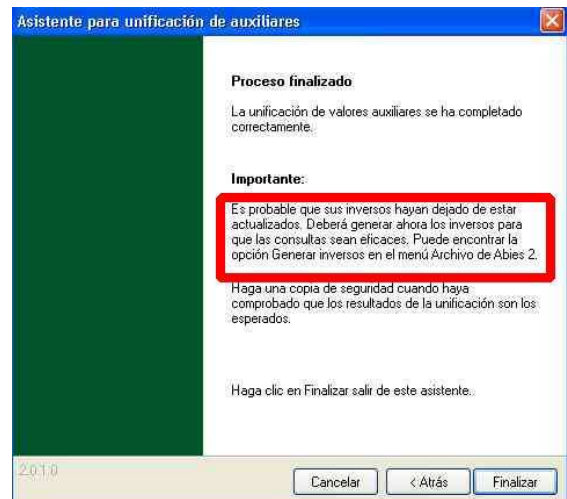 Asistente para unificación de auxiliares
Proceso finalizado
La unificación de valores auxiliares se ha completado
correctamente.
Importante:
Es probable que sus inversos hayan dejado de estar
actualizados. Deberá generar ahora los inversos para
que las consultas sean eficaces. Puede encontrar la
opción Generar inversos en el menú Archivo de Abies 2.
Haga una copia de seguridad cuando haya
comprobado que los resultados de la unificación son los
esperados.
Haga clic en Finalizar salir de este asistente.
2.0.1.0
Cancelar < Atrás Finalizar